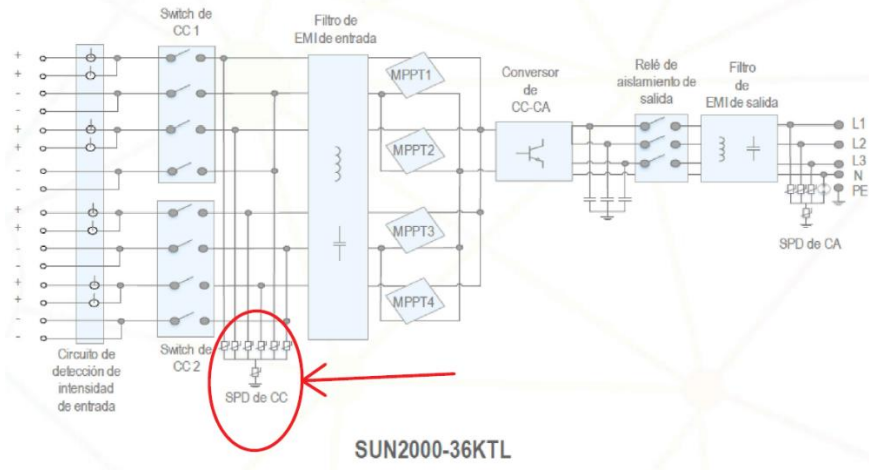 Switch de
CC 1
Filtro de
EMI de entrada
MPPT1
MPPT2
MPPT3
MPPT4
Conversor
de
CC-CA
Relé de
aislamiento de
salida
Filtro
de
EMI de salida
L1
L2
L3
N
PE
SPD de CA
+
+
-
-
+
+
-
-
+
+
-
-
+
+
-
-
Circuito de
detección de
intensidad
de entrada
Switch de
CC 2
SPD de CC
SUN2000-36KTL